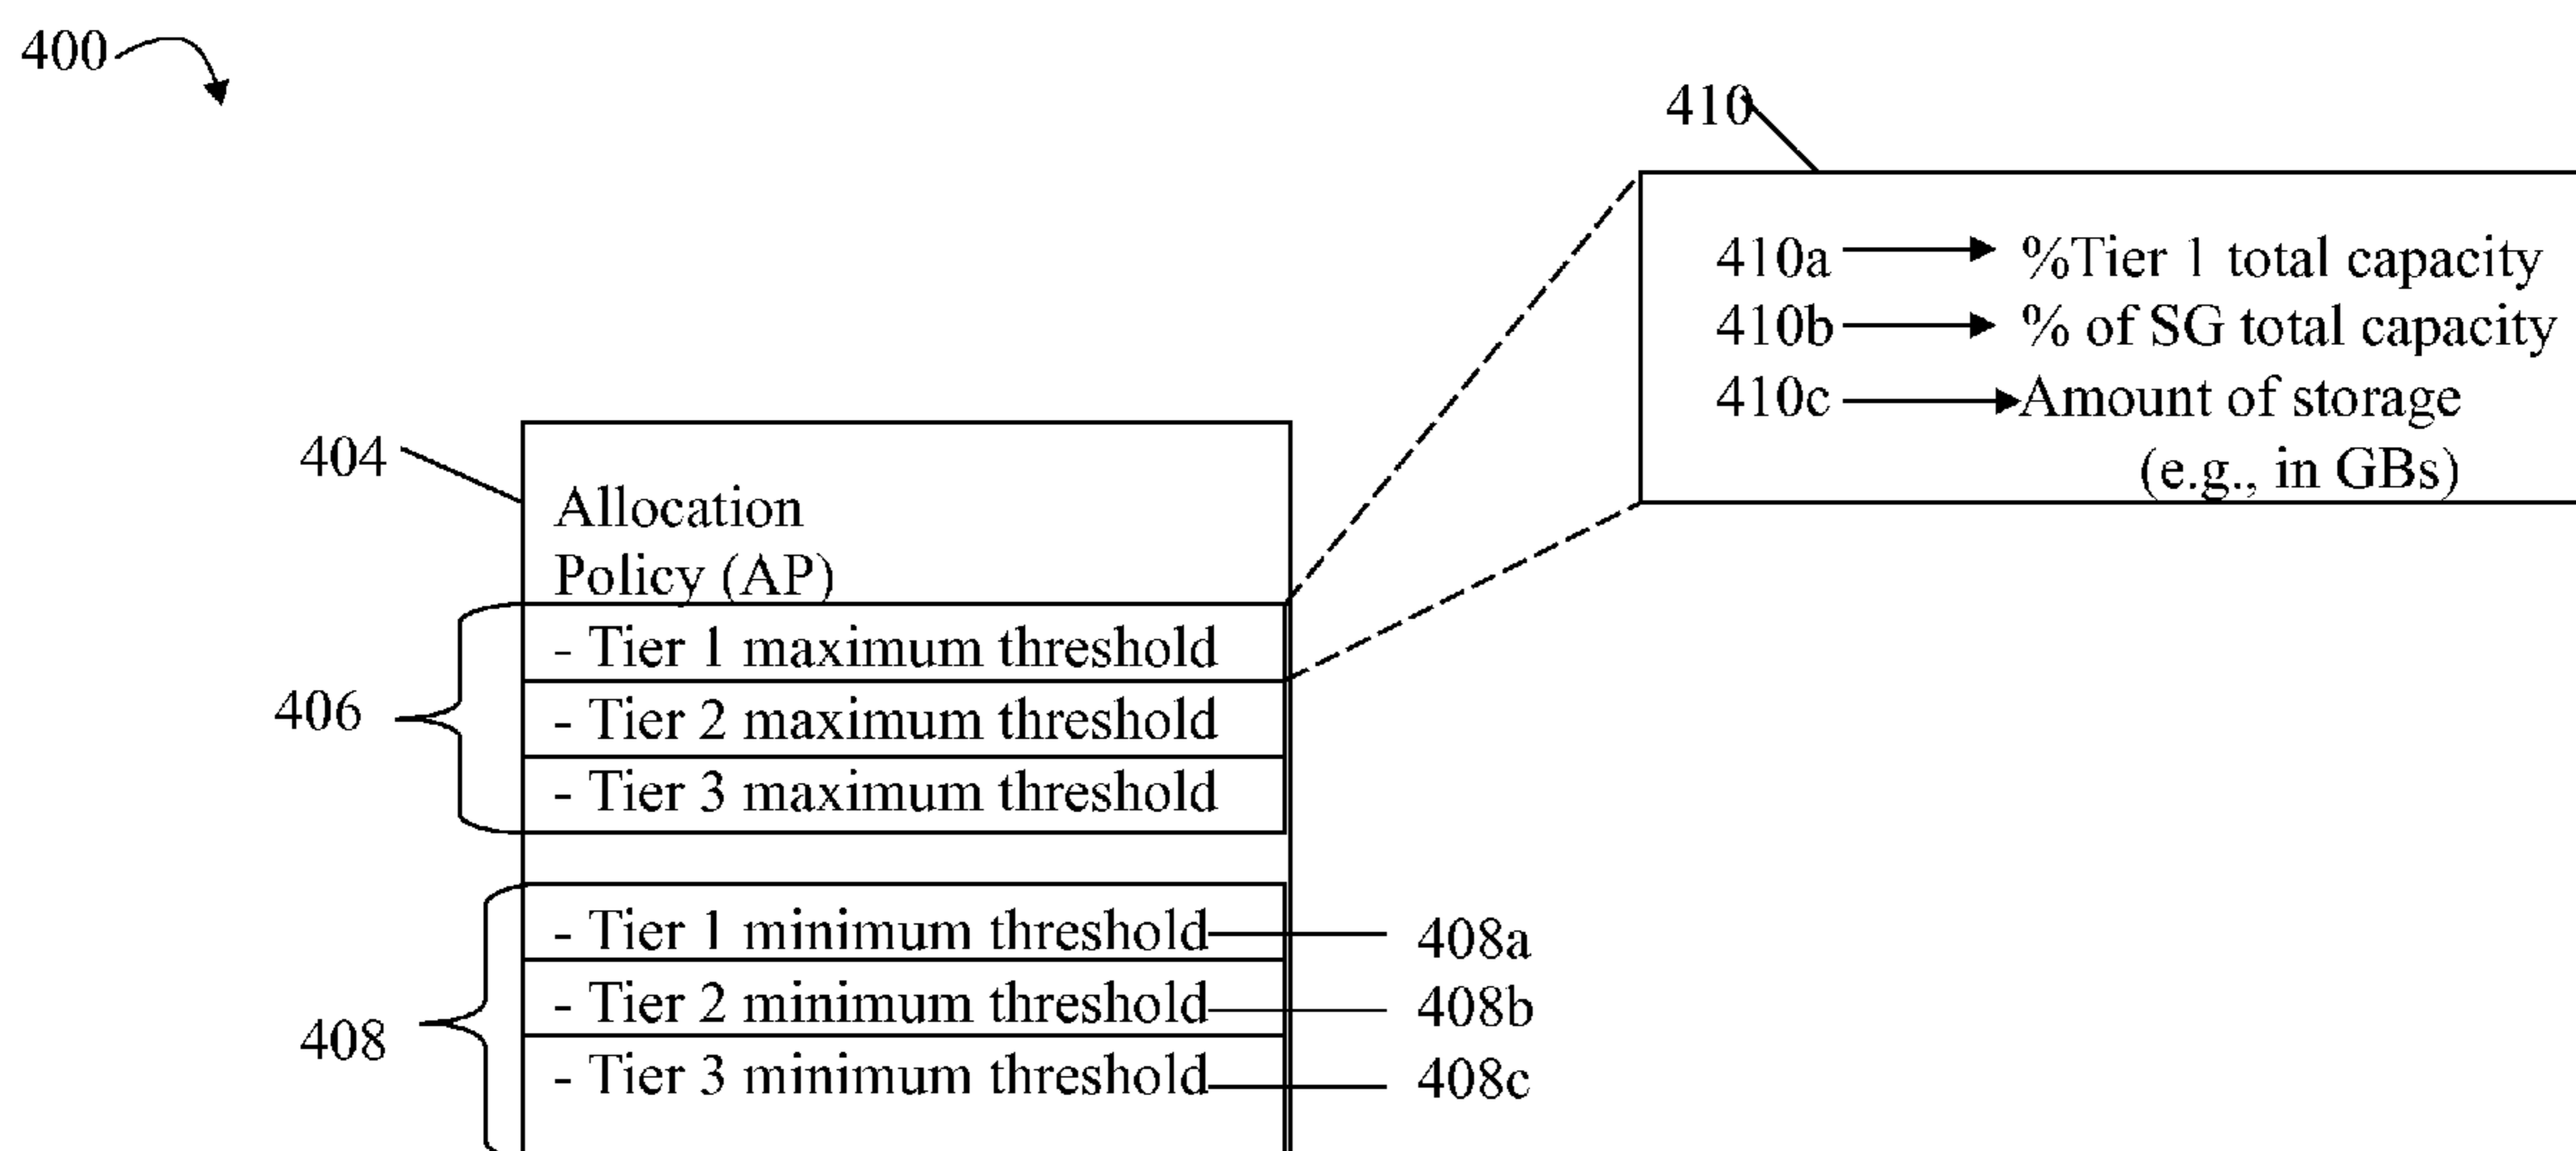 400
410
410a %Tier 1 total capacity
410b % of SG total capacity
410c Amount of storage
(e.g., in GBs)
404
Allocation
Policy (AP)
- Tier 1 maximum threshold
- Tier 2 maximum threshold
- Tier 3 maximum threshold
406
- Tier 1 minimum threshold 408a
- Tier 2 minimum threshold 408b
- Tier 3 minimum threshold 408c
408